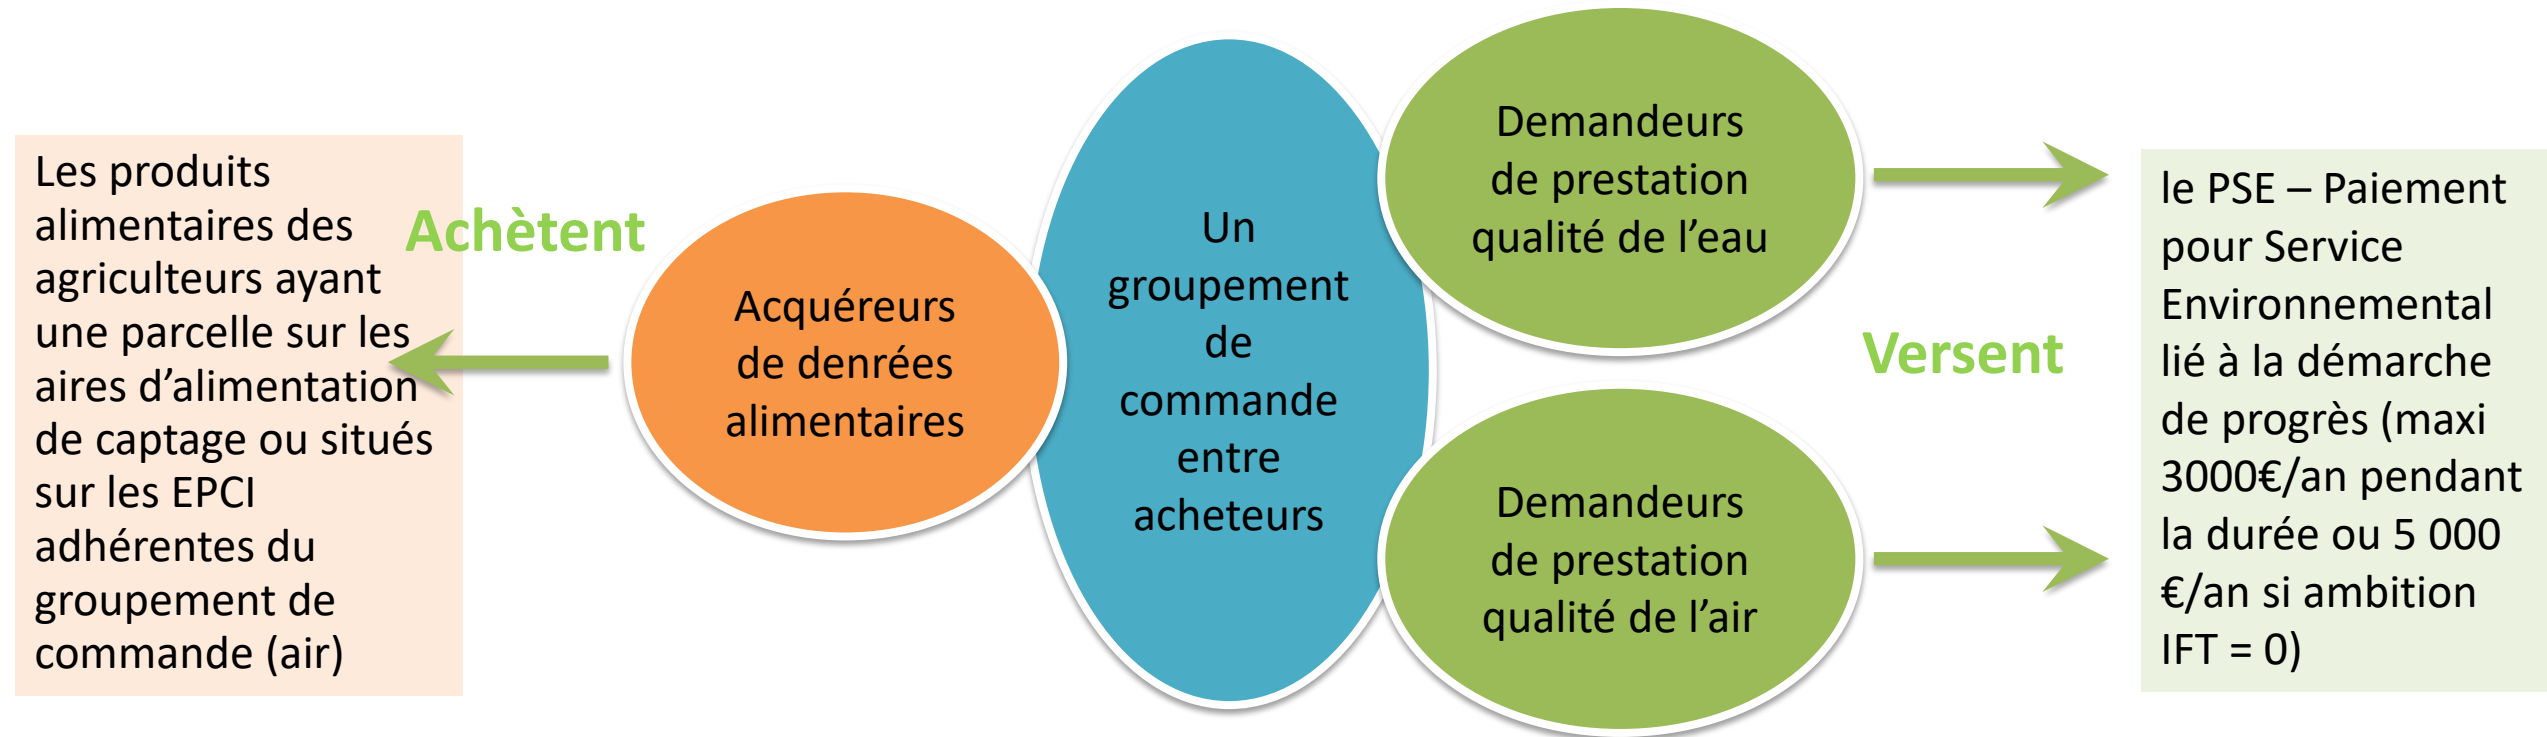 Les produits
alimentaires des
agriculteurs ayant
une parcelle sur les
aires d’alimentation
de captage ou situés
sur les EPCI
adhérentes du
groupement de
commande (air)
Achètent
Acquéreurs
de denrées
alimentaires
Un
groupement
de
commande
entre
acheteurs
Demandeurs
de prestation
qualité de l’eau
Demandeurs
de prestation
qualité de l’air
Versent
le PSE – Paiement
pour Service
Environnemental
lié à la démarche
de progrès (maxi
3000€/an pendant
la durée ou 5 000
€/an si ambition
IFT = 0)